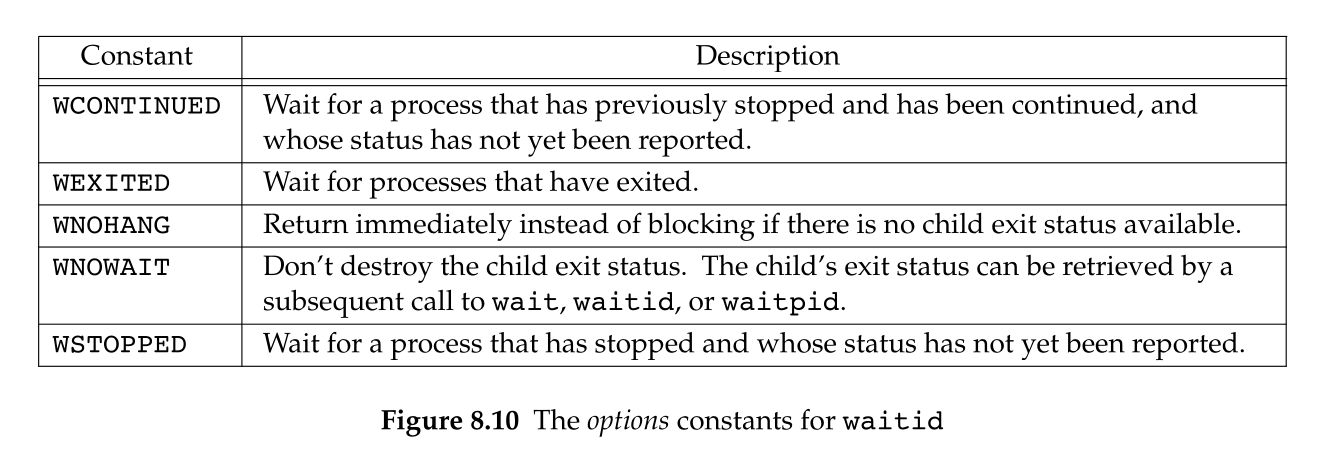 Constant Description
WCONTINUED Wait for a process that has previously stopped and has been continued, and
whose status has not yet been reported.
WEXITED Wait for processes that have exited.
WNOHANG Return immediately instead of blocking if there is no child exit status available.
WNOWAIT Don’t destroy the child exit status. The child’s exit status can be retrieved by a
subsequent call to wait, waitid, or waitpid.
WSTOPPED Wait for a process that has stopped and whose status has not yet been reported.
Figure 8.10 The options constants for waitid